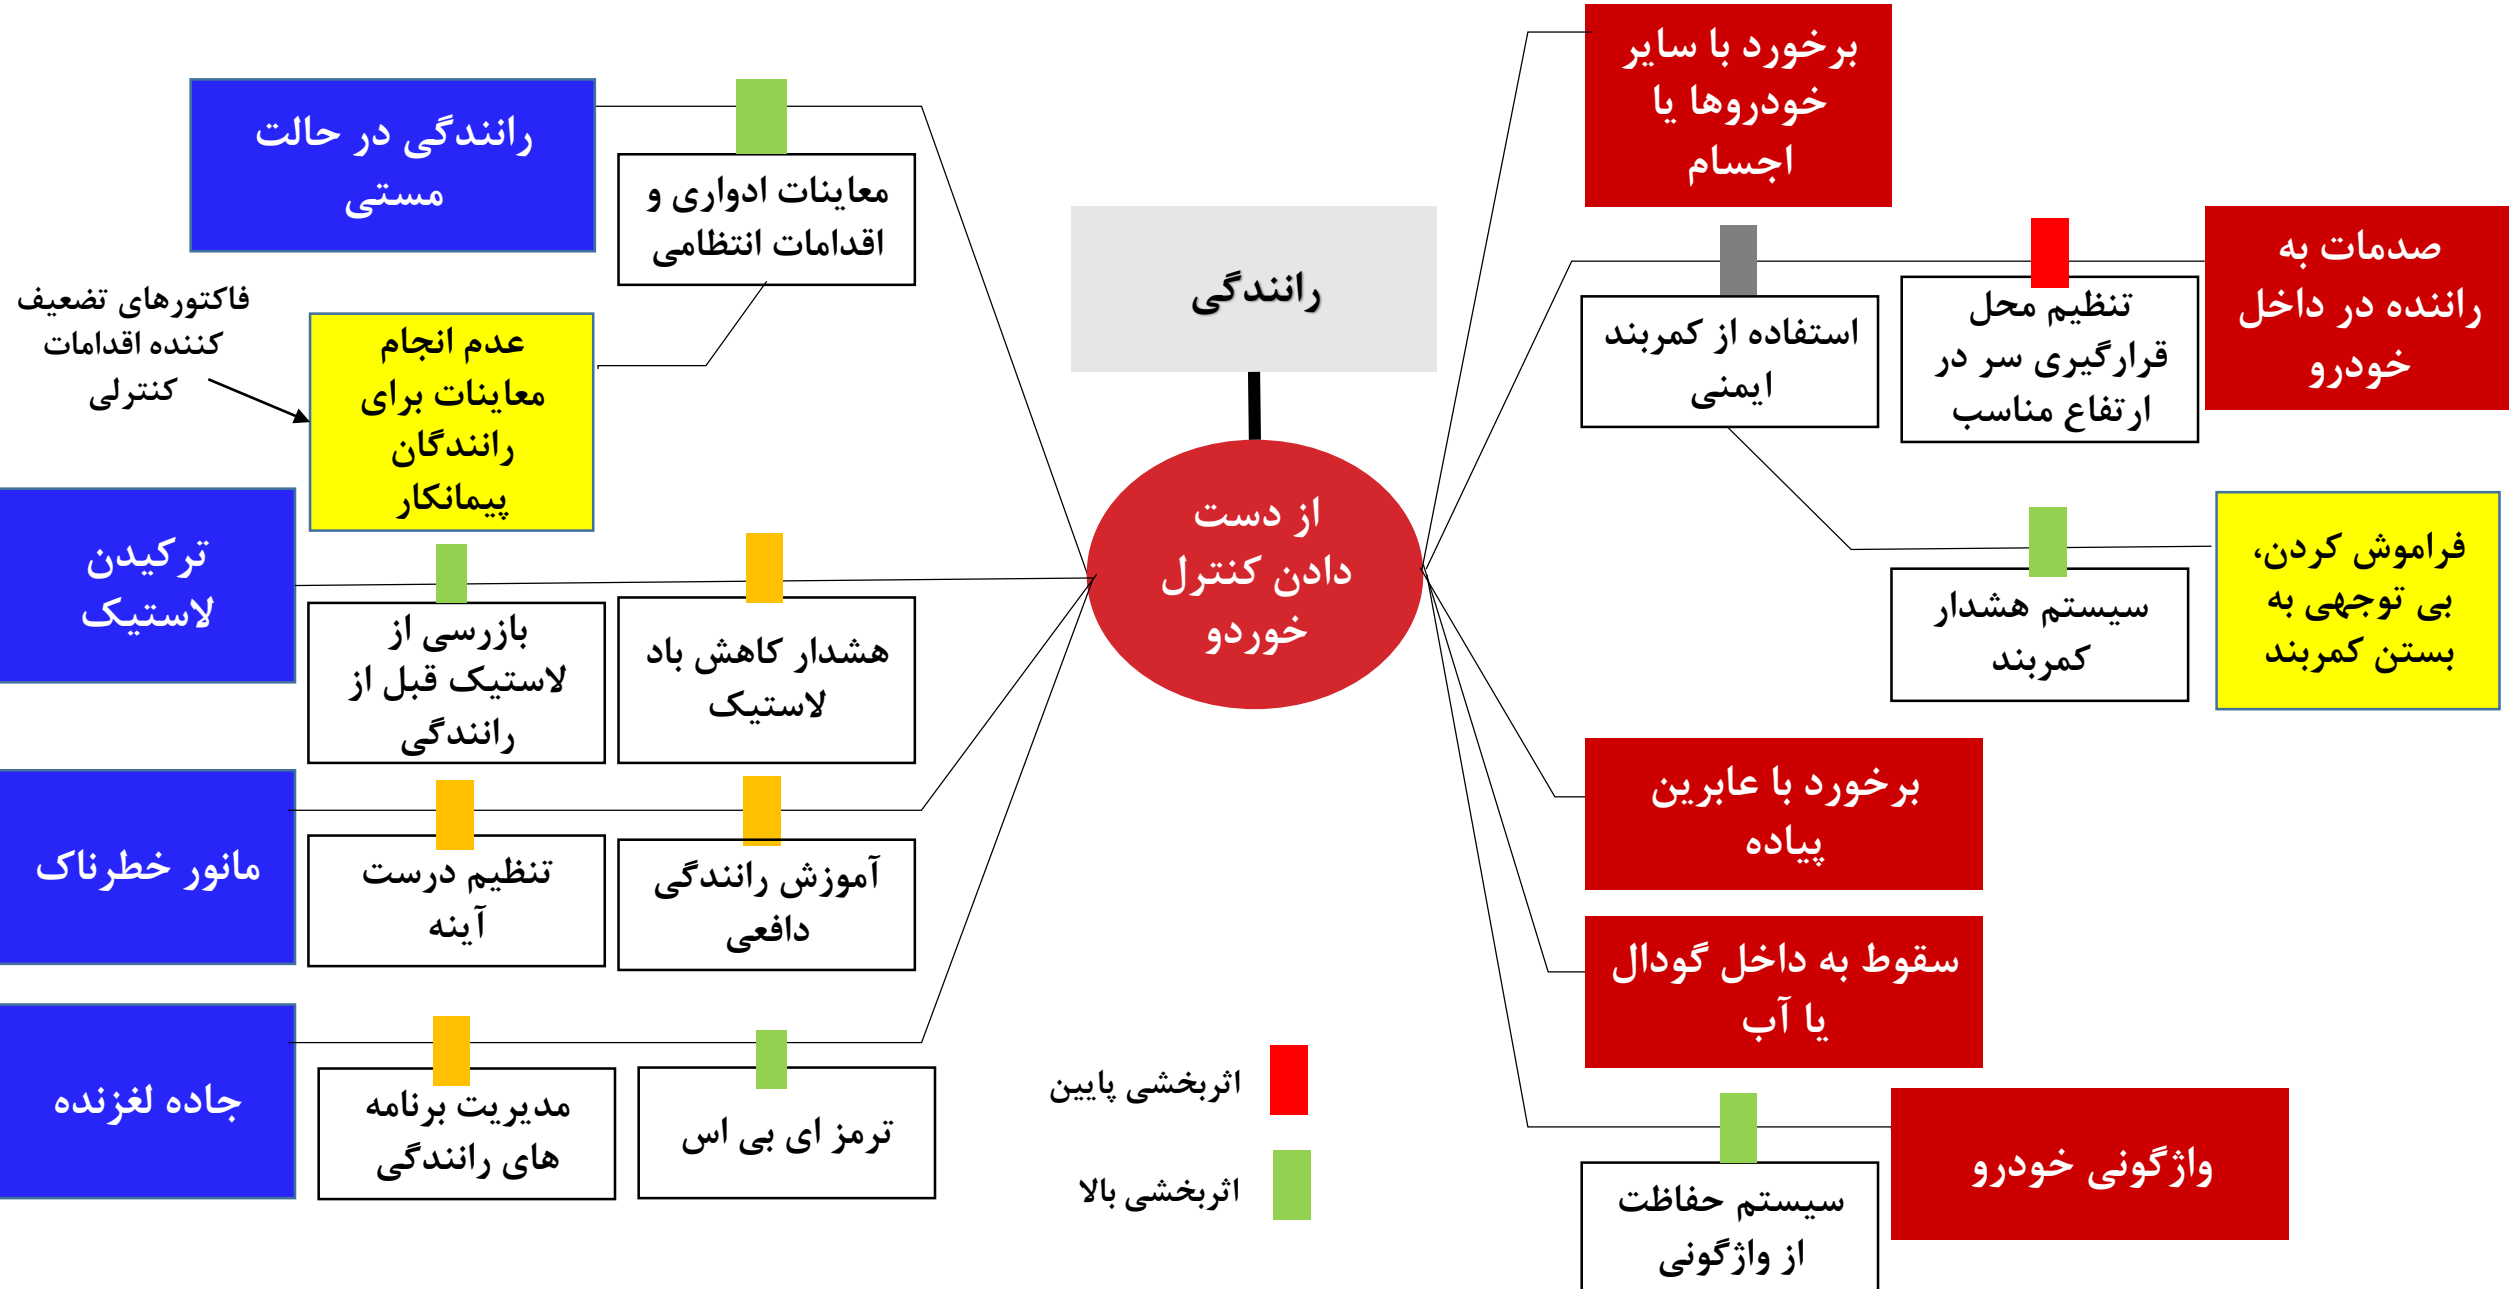 برخورد با سایر
خودروها یا
اجسام
صدمات به
راننده در داخل
خودرو
تنظیم محل
قرارگیری سر در
ارتفاع مناسب
استفاده از کمربند
ایمنی
فراموش کردن،
بی توجهی به
بستن کمربند
سیستم هشدار
کمربند
برخورد با عابرین
پیاده
سقوط به داخل گودال
یا آب
واژگونی خودرو
سیستم حفاظت
از واژگونی
رانندگی
از دست
دادن کنترل
خوردو
اثربخشی پایین
اثربخشی بالا
معاینات ادواری و
اقدامات انتظامی
رانندگی در حالت
مستی
فاکتورهای تضعیف
کننده اقدامات
کنترلی
عدم انجام
معاینات برای
رانندگان
پیمانکار
هشدار کاهش باد
لاستیک
بازرسی از
لاستیک قبل از
رانندگی
ترکیدن
لاستیک
آموزش رانندگی
دافعی
تنظیم درست
آینه
مانور خطرناک
ترمز ای بی اس
مدیریت برنامه
های رانندگی
جاده لغزنده